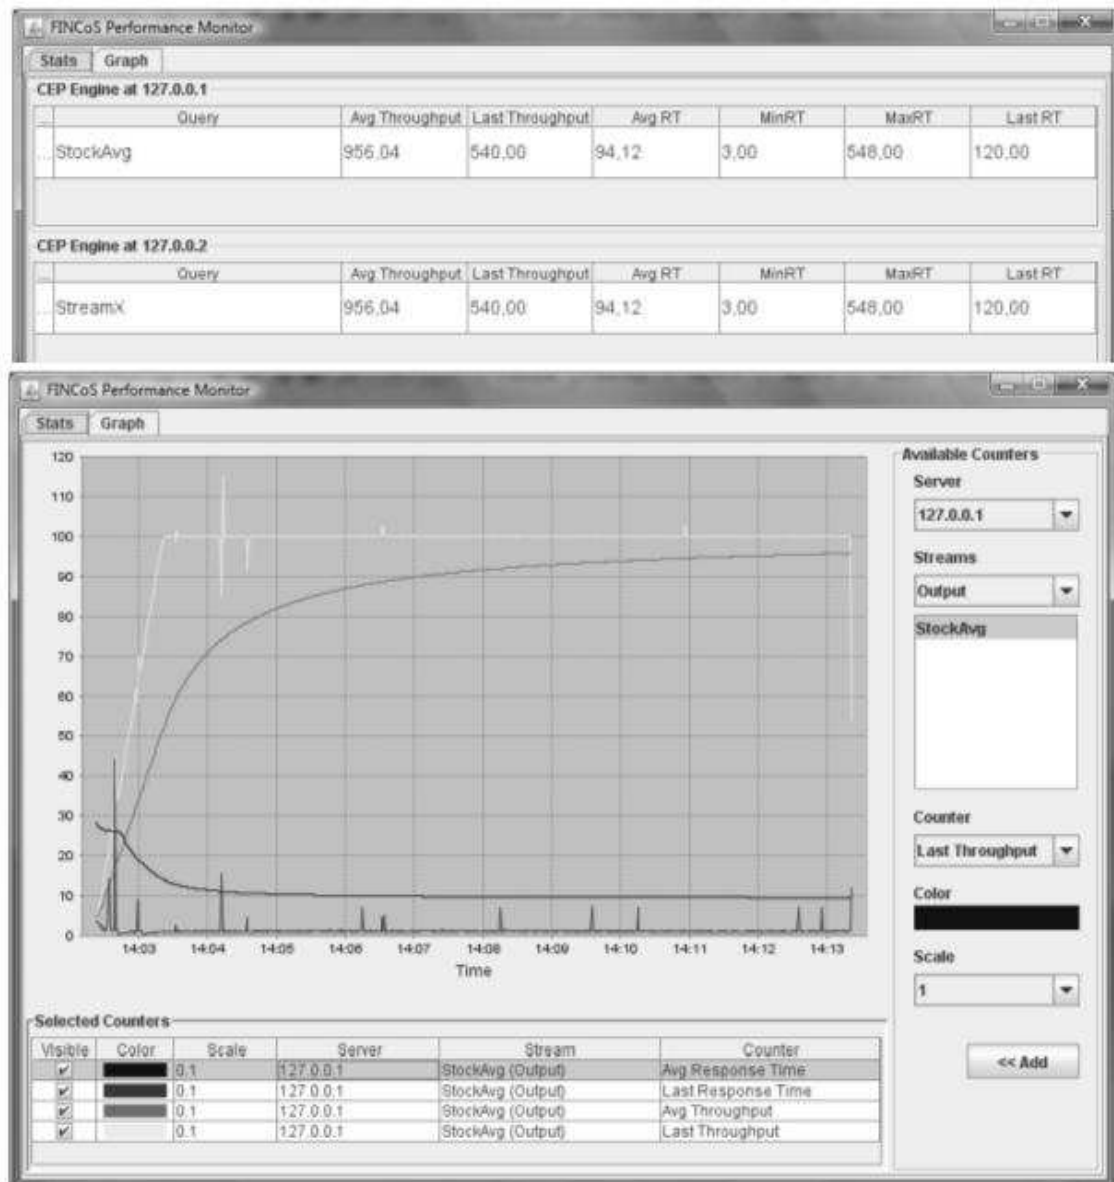 FINCoS Performance Monitor
Stats Graph
CEP Engine at 127.0.0.1
... Query Avg Throughput Last Throughput Avg RT MinRT MaxRT Last RT
... StockAvg 956,04 540,00 94,12 3,00 548,00 120,00
CEP Engine at 127.0.0.2
... Query Avg Throughput Last Throughput Avg RT MinRT MaxRT Last RT
... StreamX 956,04 540,00 94,12 3,00 548,00 120,00
FINCoS Performance Monitor
Stats Graph
120
110
100
90
80
70
60
50
40
30
20
10
0
14:03 14:04 14:05 14:06 14:07 14:08 14:09 14:10 14:11 14:12 14:13
Time
Available Counters
Server
127.0.0.1
Streams
Output
StockAvg
Counter
Last Throughput
Color
Scale
1
<< Add
Selected Counters
Visible Color Scale Server Stream Counter
0.1 127.0.0.1 StockAvg (Output) Avg Response Time
0.1 127.0.0.1 StockAvg (Output) Last Response Time
0.1 127.0.0.1 StockAvg (Output) Avg Throughput
0.1 127.0.0.1 StockAvg (Output) Last Throughput